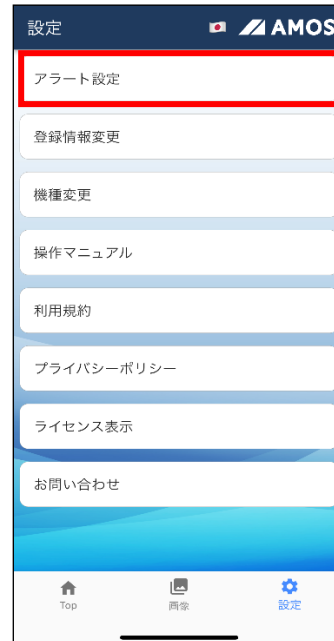 設定
AMOS
アラート設定
登録情報変更
機種変更
操作マニュアル
利用規約
プライバシーポリシー
ライセンス表示
お問い合わせ
Top
画像
設定